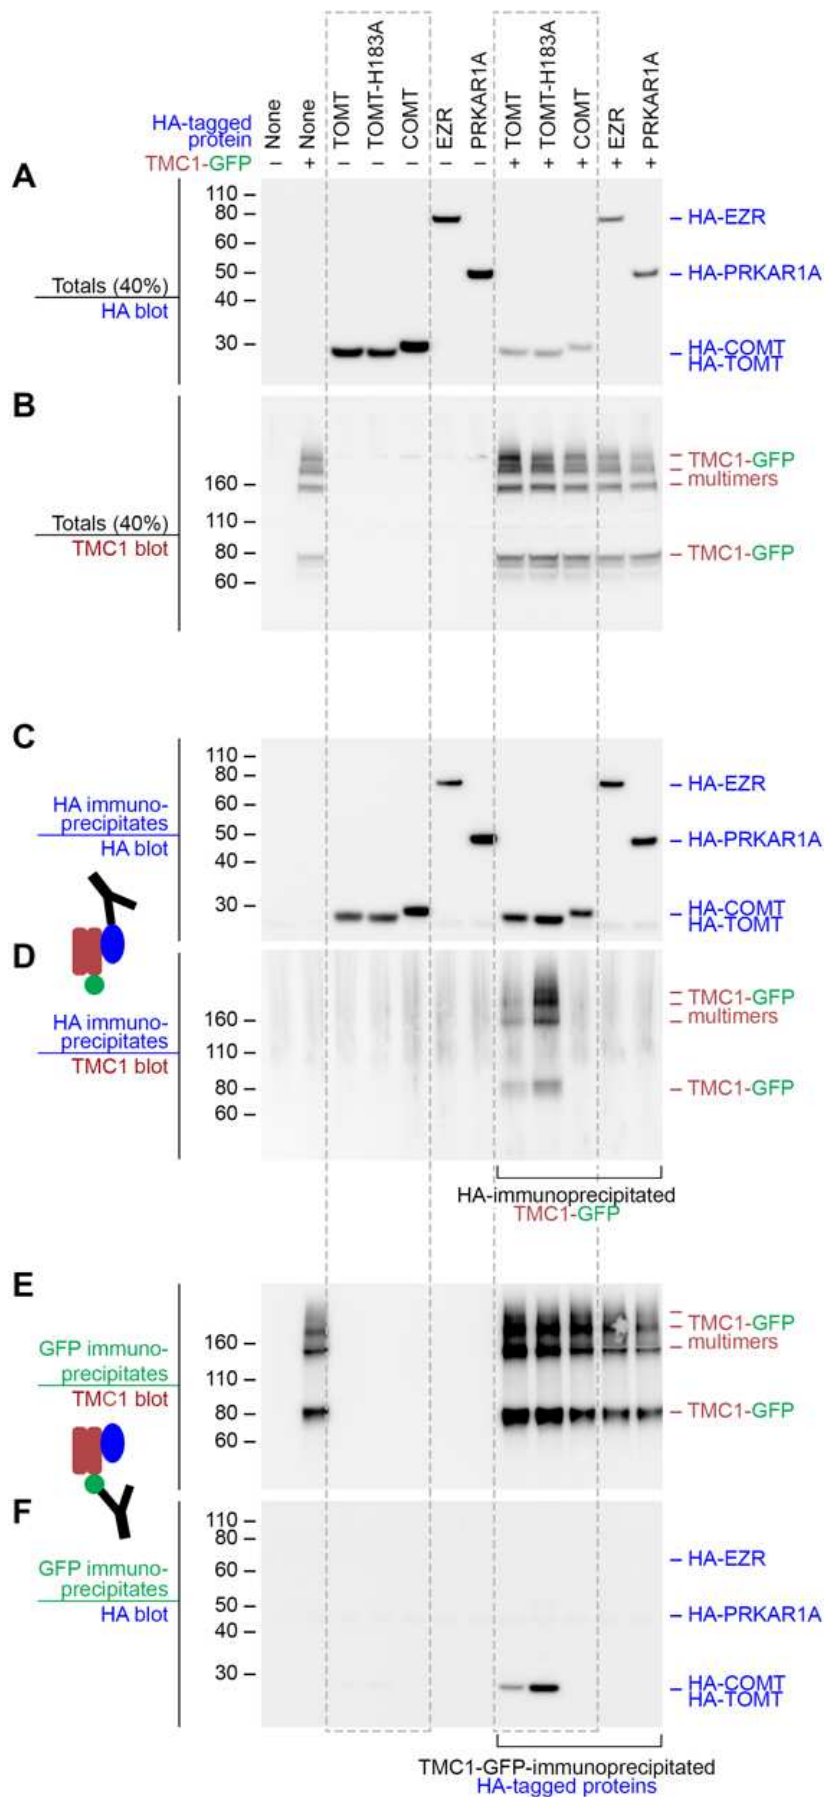 HA-tagged protein
None
None
TOMT
TOMT-H183A
COMT
EZR
PRKAR1A
TOMT
TOMT-H183A
COMT
EZR
PRKAR1A
TMC1-GFP
– + – – – – – + + + + +
A
Totals (40%)
HA blot
110 –
80 –
60 –
50 –
40 –
30 –
– HA-EZR
– HA-PRKAR1A
– HA-COMT
HA-TOMT
B
Totals (40%)
TMC1 blot
160 –
110 –
80 –
60 –
– TMC1-GFP
– multimers
– TMC1-GFP
C
HA immuno-
precipitates
HA blot
110 –
80 –
60 –
50 –
40 –
30 –
– HA-EZR
– HA-PRKAR1A
– HA-COMT
HA-TOMT
D
HA immuno-
precipitates
TMC1 blot
160 –
110 –
80 –
60 –
– TMC1-GFP
– multimers
– TMC1-GFP
HA-immunoprecipitated
TMC1-GFP
E
GFP immuno-
precipitates
TMC1 blot
160 –
110 –
80 –
60 –
– TMC1-GFP
– multimers
– TMC1-GFP
F
GFP immuno-
precipitates
HA blot
110 –
80 –
60 –
50 –
40 –
30 –
– HA-EZR
– HA-PRKAR1A
– HA-COMT
HA-TOMT
TMC1-GFP-immunoprecipitated
HA-tagged proteins